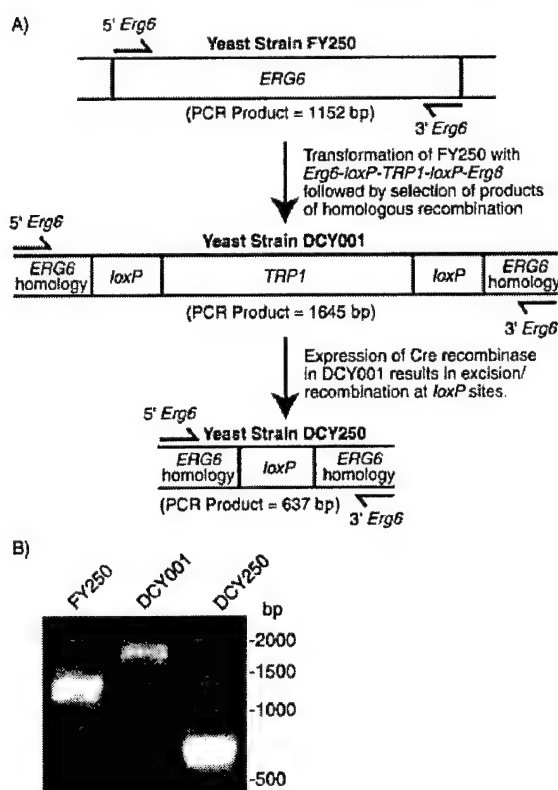 A)
5' Erg6
Yeast Strain FY250
ERG6
(PCR Product = 1152 bp)
3' Erg6
Transformation of FY250 with
Erg6-loxP-TRP1-loxP-Erg6
followed by selection of products
of homologous recombination
5' Erg6
Yeast Strain DCY001
ERG6
homology
loxP
TRP1
loxP
ERG6
homology
(PCR Product = 1645 bp)
3' Erg6
Expression of Cre recombinase
in DCY001 results in excision/
recombination at loxP sites.
5' Erg6
Yeast Strain DCY250
ERG6
homology
loxP
ERG6
homology
(PCR Product = 637 bp)
3' Erg6
B)
FY250
DCY001
DCY250
bp
-2000
-1500
-1000
-500